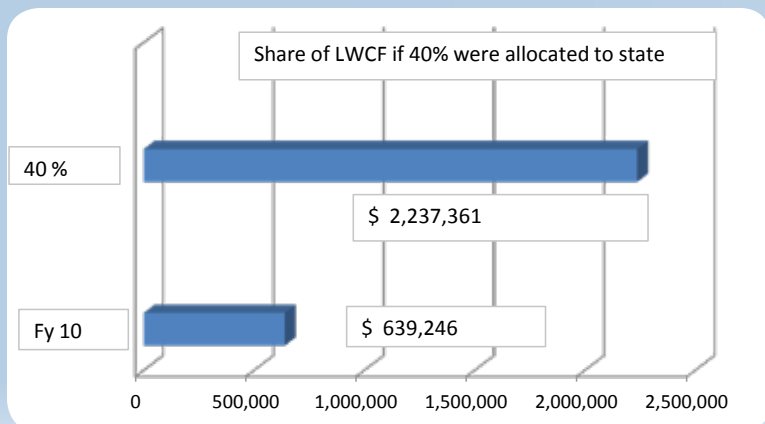 Share of LWCF if 40% were allocated to state
40 %
$ 2,237,361
Fy 10
$ 639,246
0 500,000 1,000,000 1,500,000 2,000,000 2,500,000